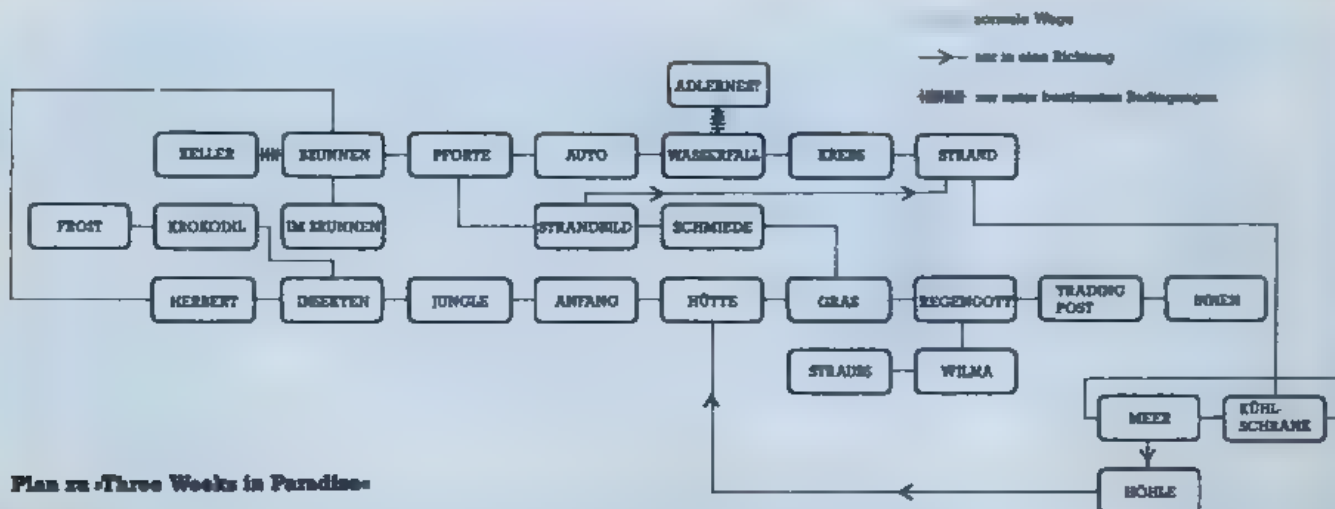 normale Wege
nur in eine Richtung
nur unter bestimmten Bedingungen
ADLERNEST
KELLER
BRUNNEN
PFORTE
AUTO
WASSERFALL
KREBS
STRAND
FROST
KROKODIL
IM BRUNNEN
STRANDBILD
SCHMIEDE
HERBERT
INSEKTEN
JUNGLE
ANFANG
HÜTTE
GRAS
REGENGOTT
TRADING
POST
STRAUSS
WILMA
MEER
KÜHL-
SCHRANK
HÖHLE
Plan zu »Three Weeks in Paradise«